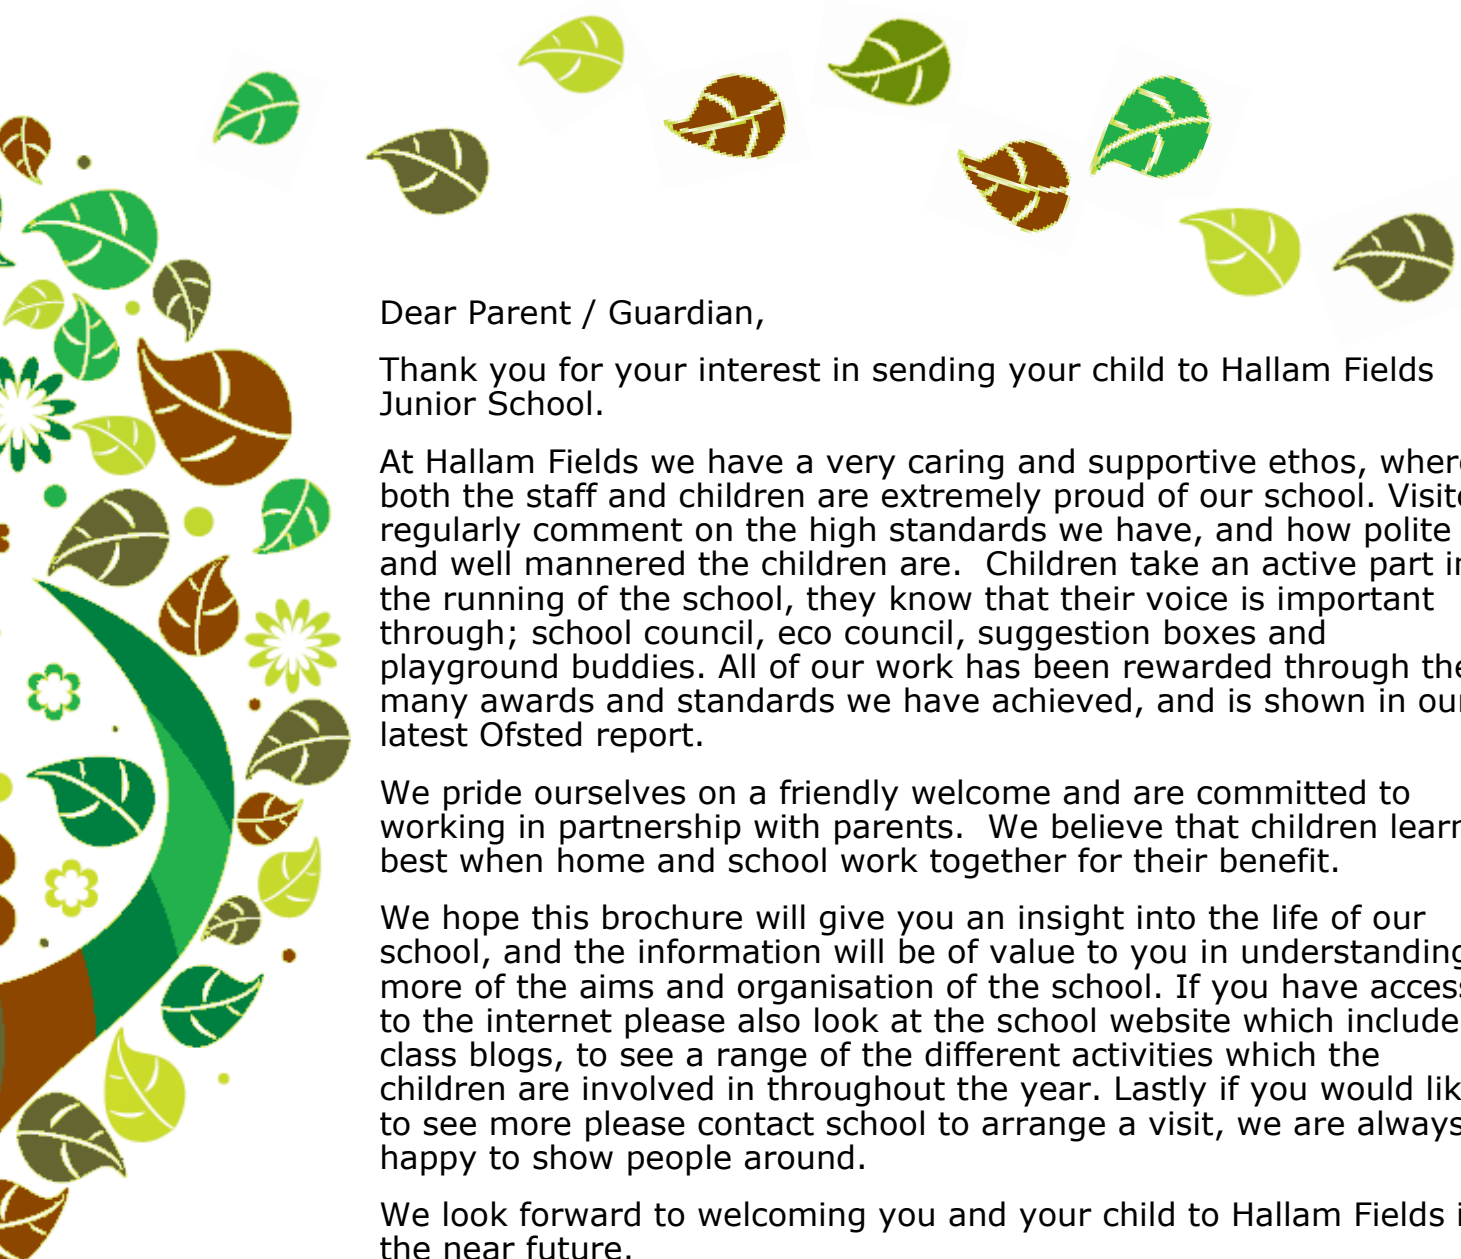 Dear Parent / Guardian,
Thank you for your interest in sending your child to Hallam Fields
Junior School.
At Hallam Fields we have a very caring and supportive ethos, where
both the staff and children are extremely proud of our school. Visito
regularly comment on the high standards we have, and how polite
and well mannered the children are.  Children take an active part in
the running of the school, they know that their voice is important
through; school council, eco council, suggestion boxes and
playground buddies. All of our work has been rewarded through the
many awards and standards we have achieved, and is shown in our
latest Ofsted report.
We pride ourselves on a friendly welcome and are committed to
working in partnership with parents.  We believe that children learn
best when home and school work together for their benefit.
We hope this brochure will give you an insight into the life of our
school, and the information will be of value to you in understanding
more of the aims and organisation of the school. If you have access
to the internet please also look at the school website which include
class blogs, to see a range of the different activities which the
children are involved in throughout the year. Lastly if you would lik
to see more please contact school to arrange a visit, we are always
happy to show people around.
We look forward to welcoming you and your child to Hallam Fields i
the near future.